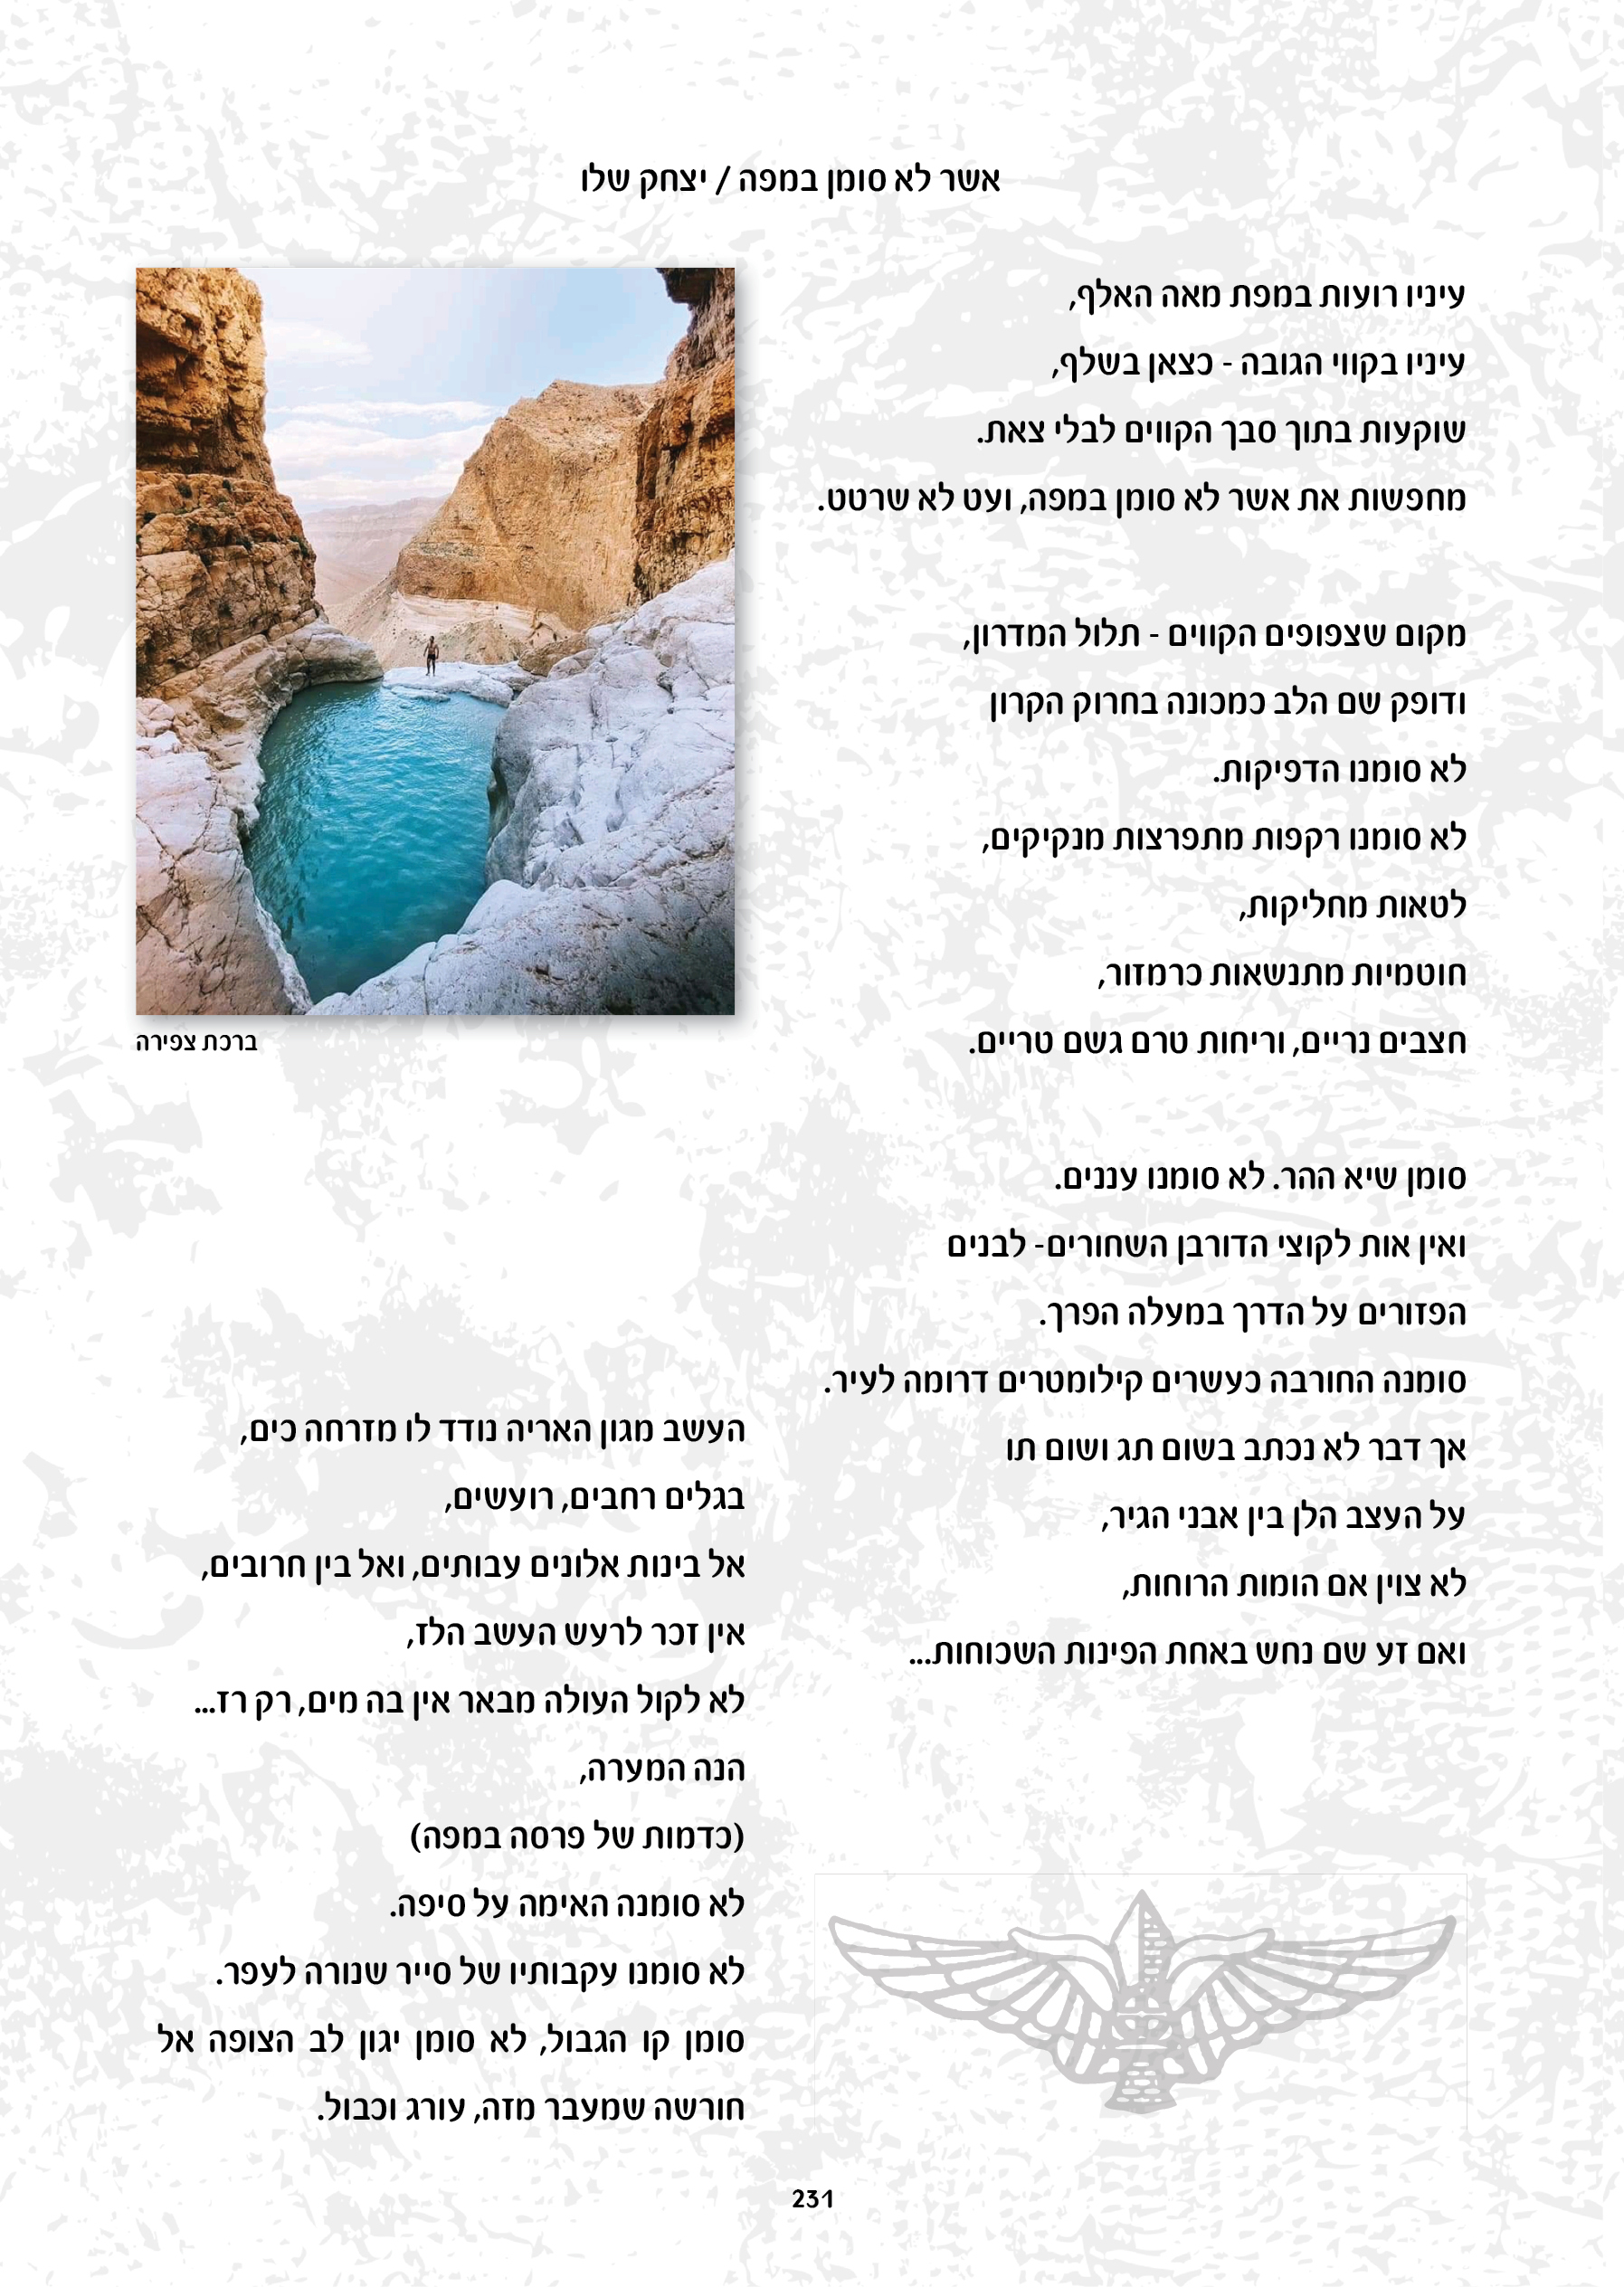 אשר לא סומן במפה / יצחק שלו
עיניו רועות במפת מאה האלף,
עיניו בקווי הגובה - כצאן בשלף,
שוקעות בתוך סבך הקווים לבלי צאת.
מחפשות את אשר לא סומן במפה, ועט לא שרטט.
מקום שצפופים הקווים - תלול המדרון,
ודופק שם הלב כמכונה בחרוק הקרון
לא סומנו הדפיקות.
לא סומנו רקפות מתפרצות מנקיקים,
לטאות מחליקות,
חוטמיות מתנשאות כרמזור,
חצבים נריים, וריחות טרם גשם טריים.
סומן שיא ההר. לא סומנו עננים.
ואין אות לקוצי הדורבן השחורים- לבנים
הפזורים על הדרך במעלה הפרך.
סומנה החורבה כעשרים קילומטרים דרומה לעיר.
אך דבר לא נכתב בשום תג ושום תו
על העצב הלן בין אבני הגיר,
לא צוין אם הומות הרוחות,
ואם זע שם נחש באחת הפינות השכוחות...
ברכת צפירה
העשב מגון האריה נודד לו מזרחה כים,
בגלים רחבים, רועשים,
אל בינות אלונים עבותים, ואל בין חרובים,
אין זכר לרעש העשב הלז,
לא לקול העולה מבאר אין בה מים, רק רז...
הנה המערה,
(כדמות של פרסה במפה)
לא סומנה האימה על סיפה.
לא סומנו עקבותיו של סייר שנורה לעפר.
סומן קו הגבול, לא סומן יגון לב הצופה אל
חורשה שמעבר מזה, עורג וכבול.
231